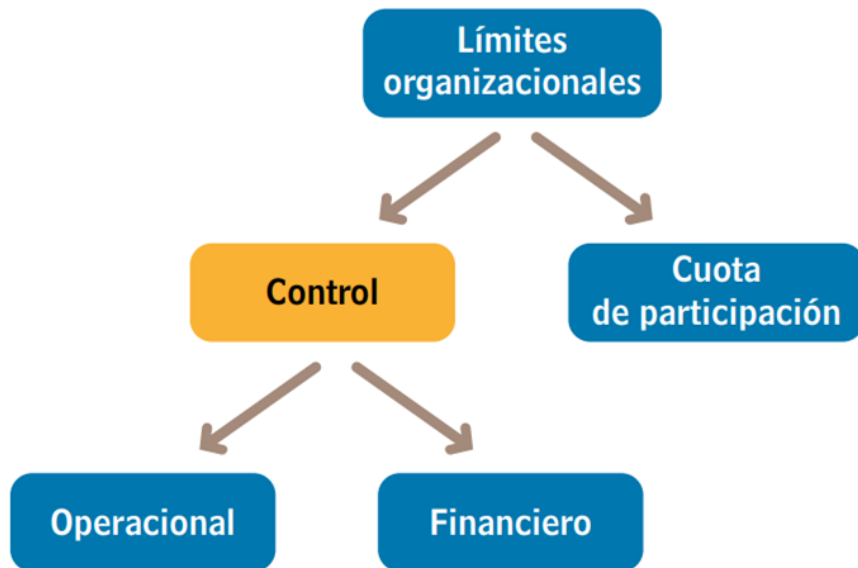 Límites
organizacionales
Control
Cuota
de participación
Operacional
Financiero